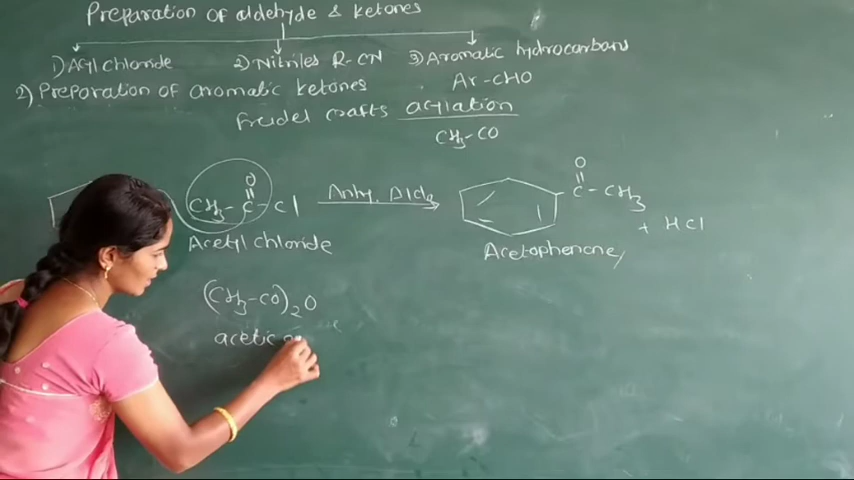 Preparation of aldehyde & ketones
1) Acyl chloride 2) Nitriles R-CN 3) Aromatic hydrocarbons
Ar-CHO
2) Preparation of aromatic ketones
Freidel crafts acylation
CH3-CO
O O
CH3-C-Cl Anhy. AlCl3 C-CH3
+ HCl
Acetyl chloride Acetophenone
(CH3-CO)2O
acetic